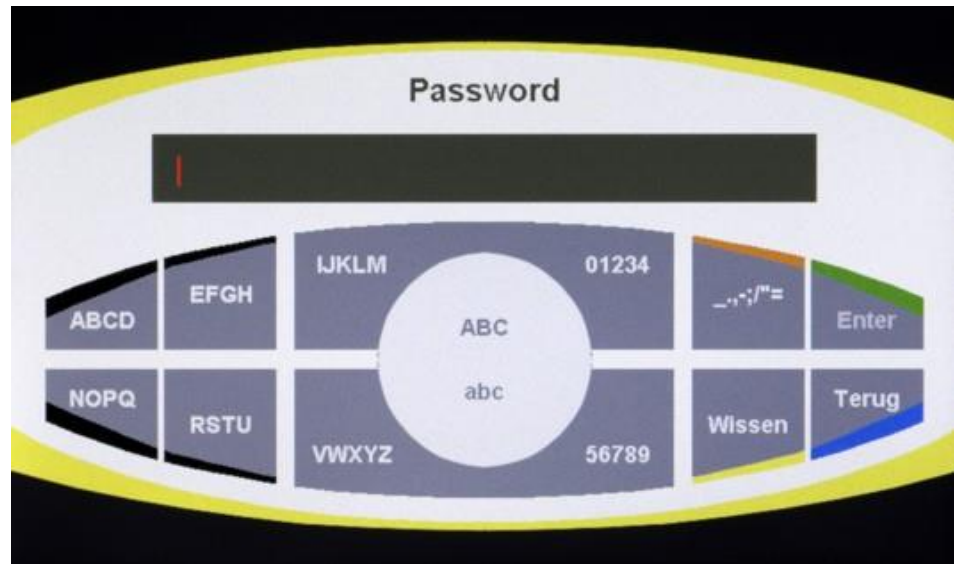 Password
ABCD
EFGH
IJKLM
01234
_.,-;/"=
Enter
ABC
abc
NOPQ
RSTU
VWXYZ
56789
Wissen
Terug